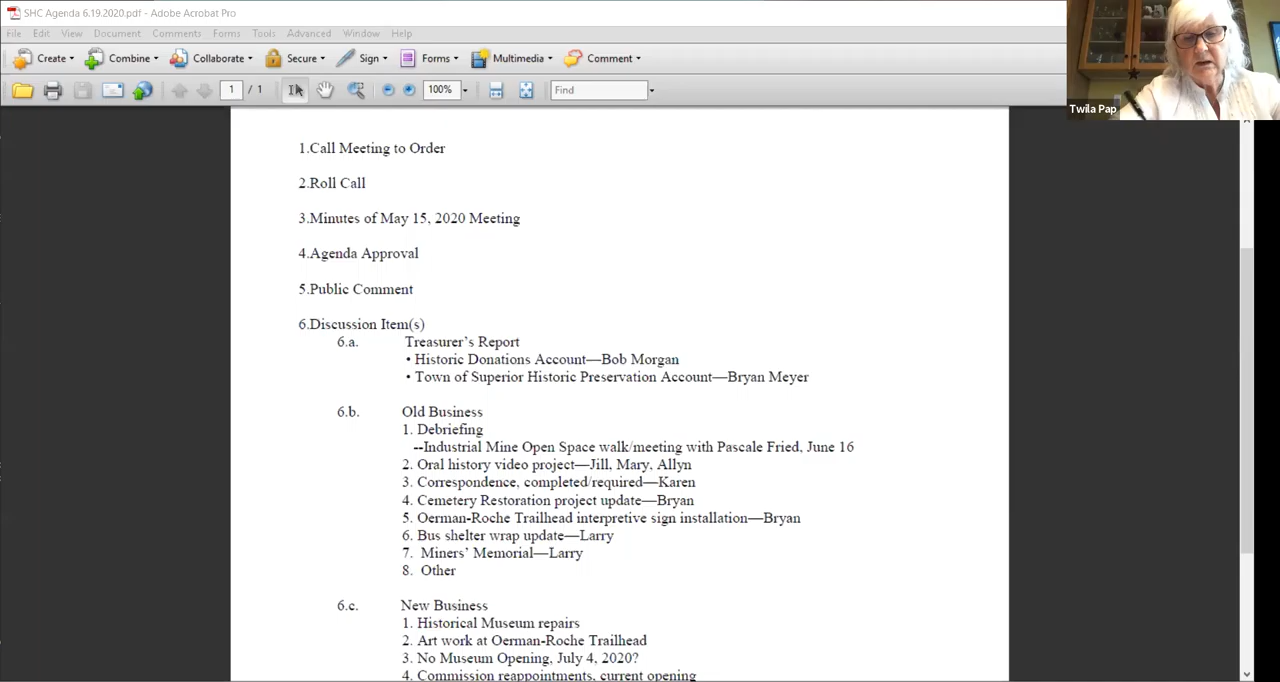 SHC Agenda 6.19.2020.pdf - Adobe Acrobat Pro
File Edit View Document Comments Forms Tools Advanced Window Help
Create Combine Collaborate Secure Sign Forms Multimedia Comment
1 / 1 100% Find
Twila Pap
1.Call Meeting to Order
2.Roll Call
3.Minutes of May 15, 2020 Meeting
4.Agenda Approval
5.Public Comment
6.Discussion Item(s)
6.a. Treasurer's Report
• Historic Donations Account—Bob Morgan
• Town of Superior Historic Preservation Account—Bryan Meyer
6.b. Old Business
1. Debriefing
--Industrial Mine Open Space walk/meeting with Pascale Fried, June 16
2. Oral history video project—Jill, Mary, Allyn
3. Correspondence, completed/required—Karen
4. Cemetery Restoration project update—Bryan
5. Oerman-Roche Trailhead interpretive sign installation—Bryan
6. Bus shelter wrap update—Larry
7. Miners' Memorial—Larry
8. Other
6.c. New Business
1. Historical Museum repairs
2. Art work at Oerman-Roche Trailhead
3. No Museum Opening, July 4, 2020?
4. Commission reappointments, current opening